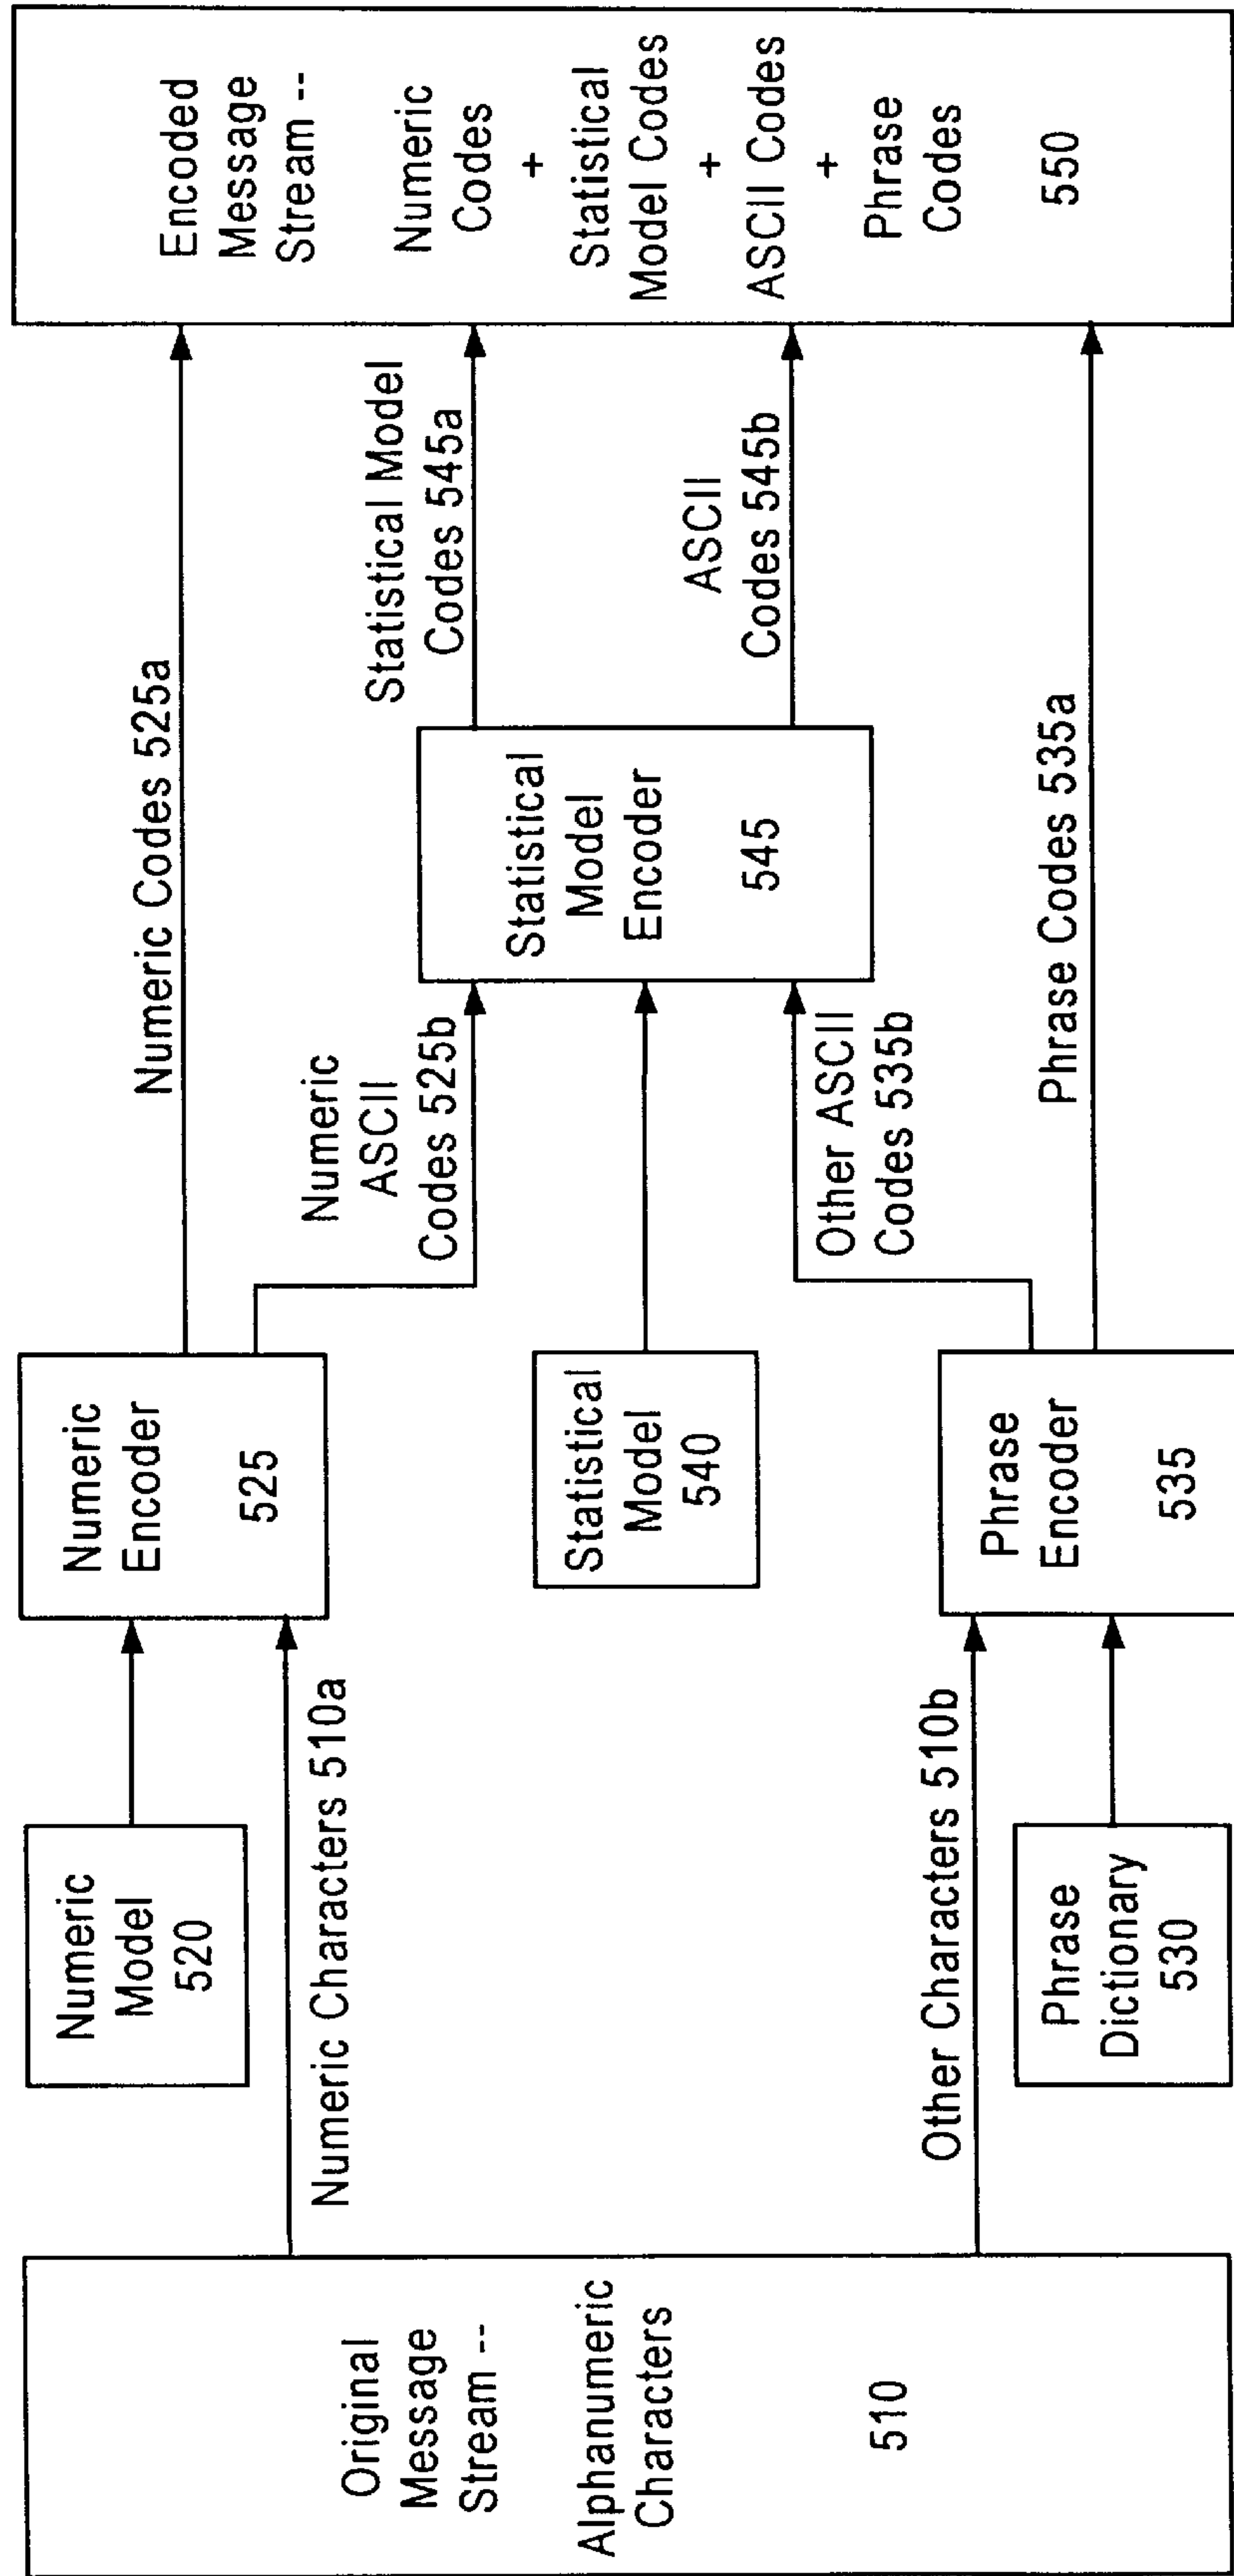 Original
Message
Stream --
Alphanumeric
Characters
510
Numeric
Model
520
Numeric Characters 510a
Other Characters 510b
Phrase
Dictionary
530
Numeric
Encoder
525
Statistical
Model
540
Phrase
Encoder
535
Numeric Codes 525a
Numeric
ASCII
Codes 525b
Other ASCII
Codes 535b
Phrase Codes 535a
Statistical
Model
Encoder
545
Statistical Model
Codes 545a
ASCII
Codes 545b
Encoded
Message
Stream --
Numeric
Codes
+
Statistical
Model Codes
+
ASCII Codes
+
Phrase
Codes
550